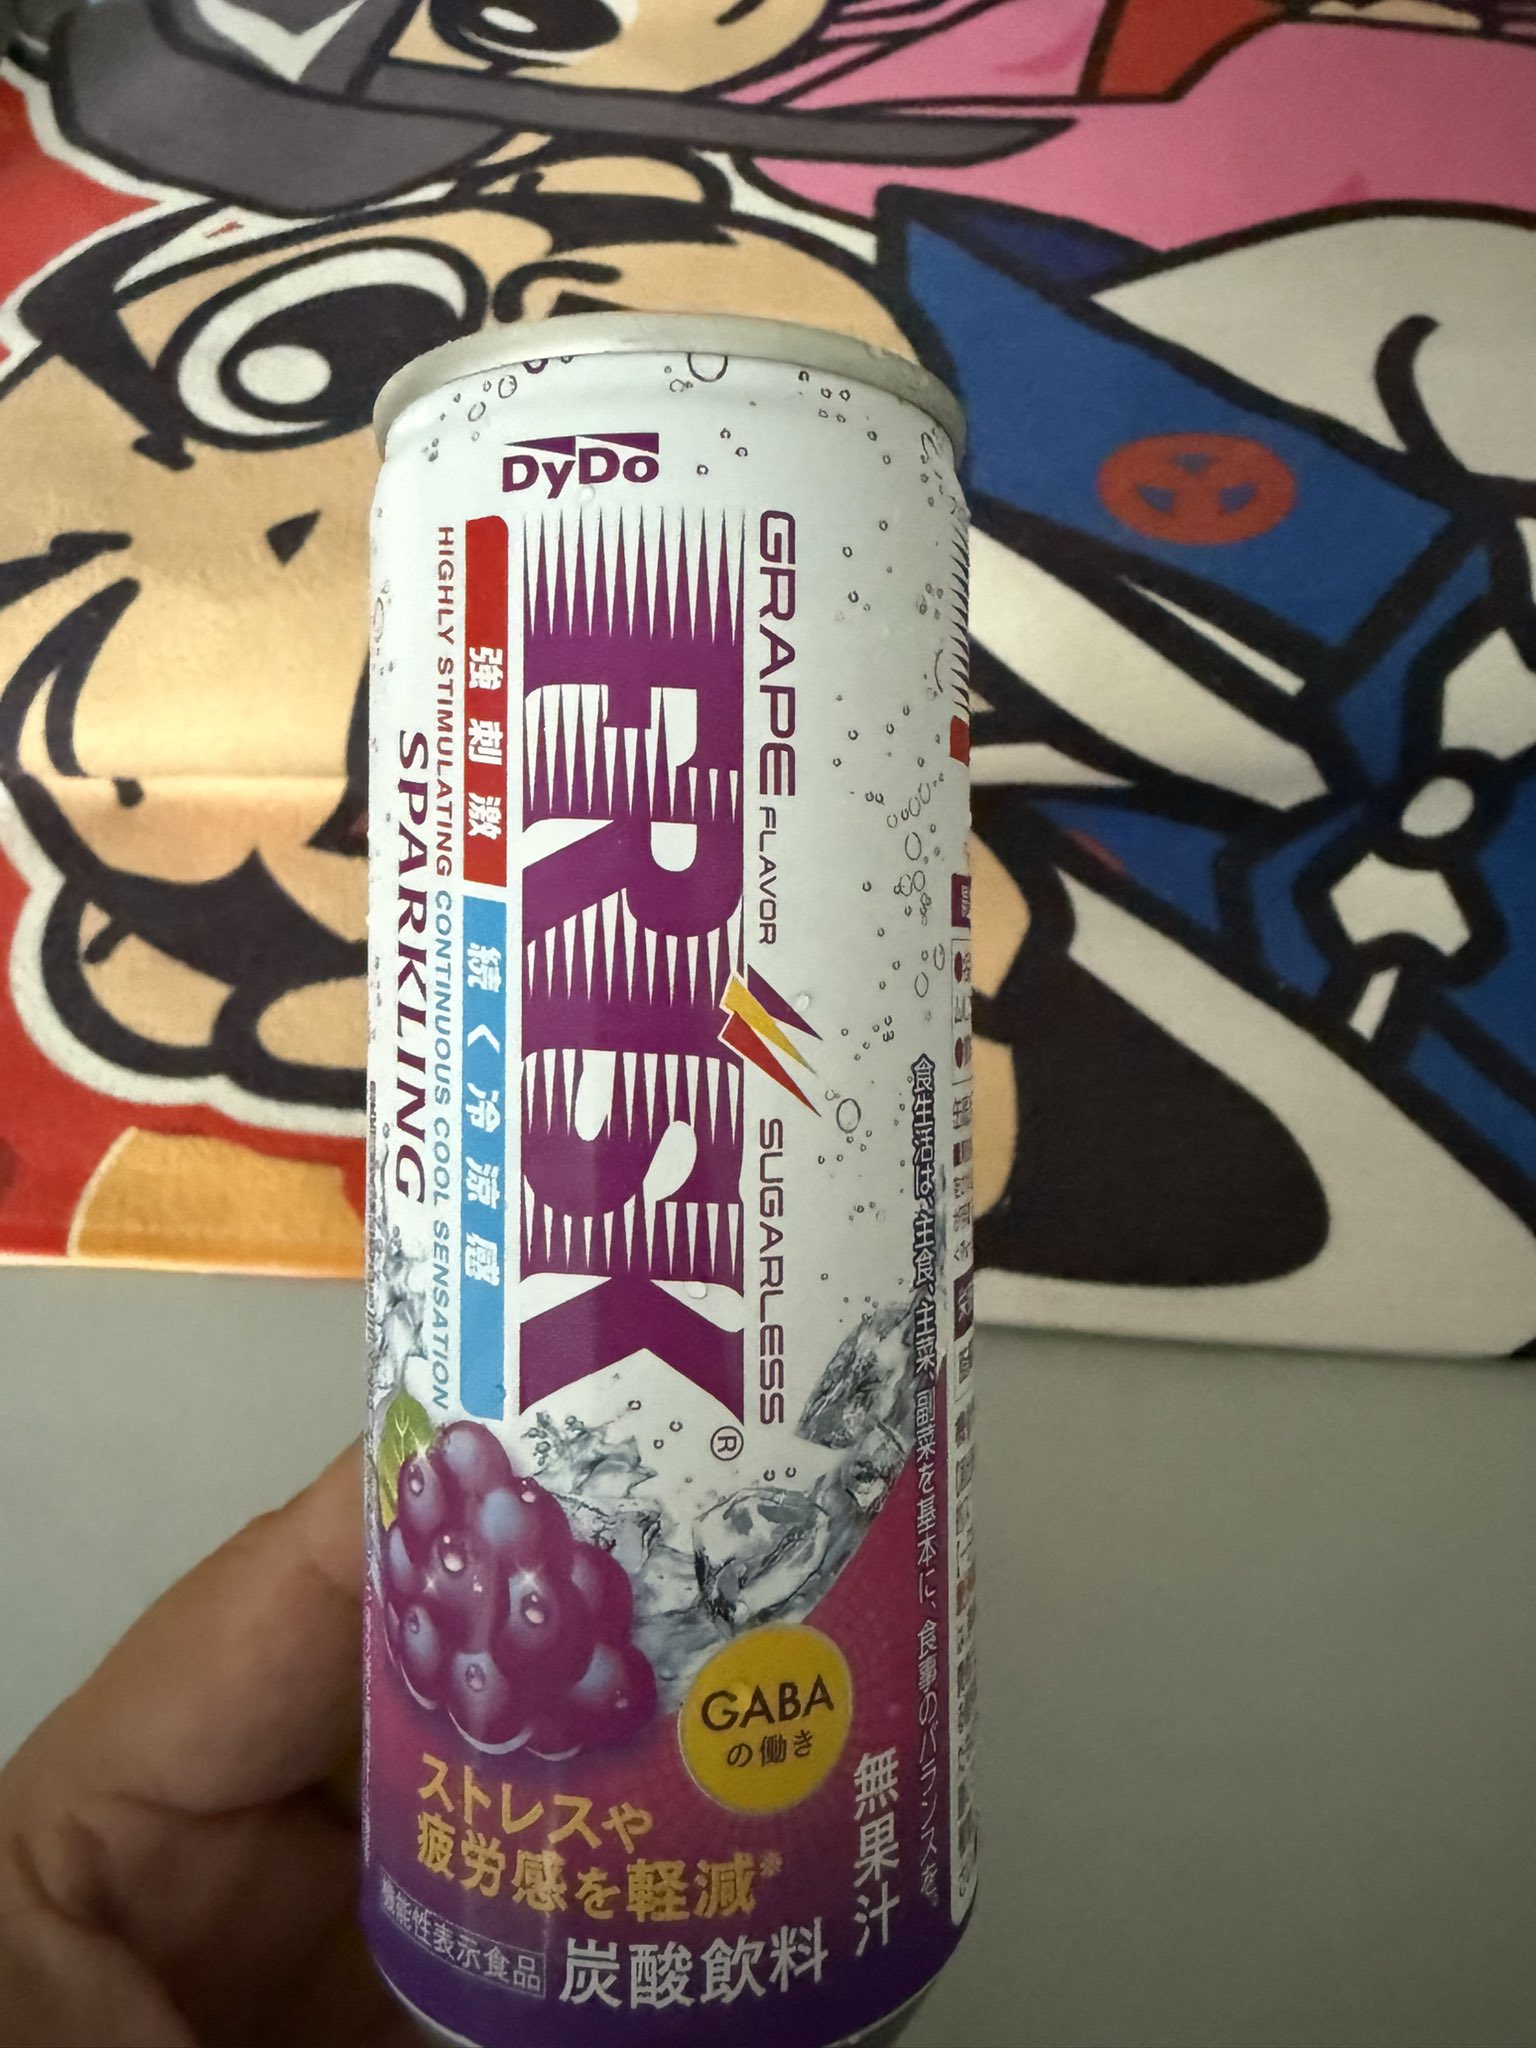 DyDo
GRAPE FLAVOR SUGARLESS
FRISK®
強刺激 続く冷涼感
HIGHLY STIMULATING CONTINUOUS COOL SENSATION
SPARKLING
食生活は、主食、主菜、副菜を基本に、食事のバランスを。
GABA
の働き
ストレスや
疲労感を軽減※
無果汁
機能性表示食品
炭酸飲料